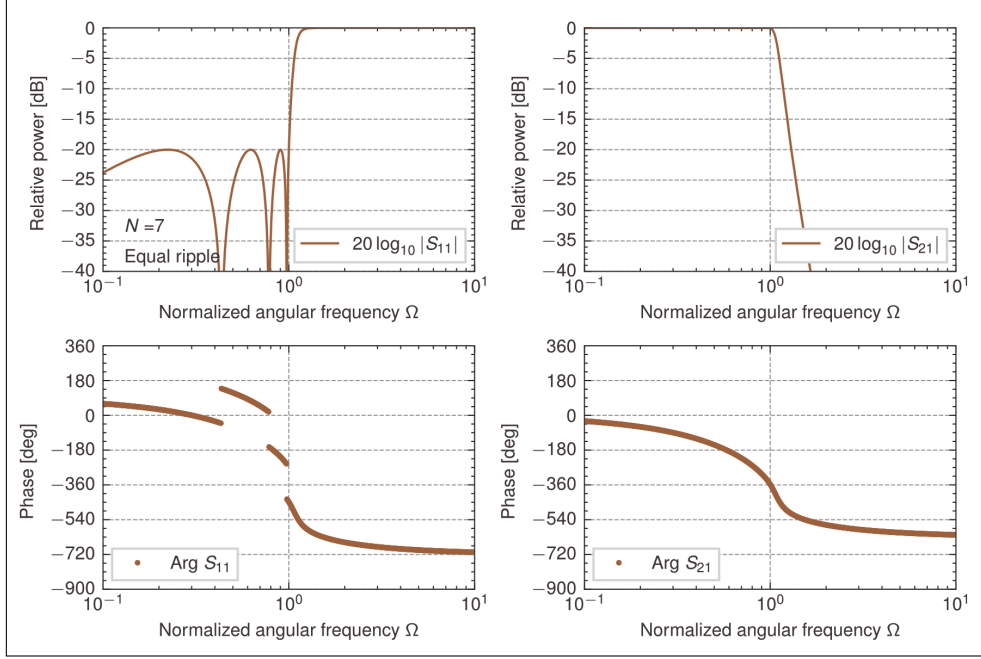 Relative power [dB]
0
−5
−10
−15
−20
−25
−30
−35
−40
N =7
Equal ripple
20 log₁₀ |S₁₁|
10⁻¹ 10⁰ 10¹
Normalized angular frequency Ω
Relative power [dB]
0
−5
−10
−15
−20
−25
−30
−35
−40
20 log₁₀ |S₂₁|
10⁻¹ 10⁰ 10¹
Normalized angular frequency Ω
Phase [deg]
360
180
0
−180
−360
−540
−720
−900
Arg S₁₁
10⁻¹ 10⁰ 10¹
Normalized angular frequency Ω
Phase [deg]
360
180
0
−180
−360
−540
−720
−900
Arg S₂₁
10⁻¹ 10⁰ 10¹
Normalized angular frequency Ω